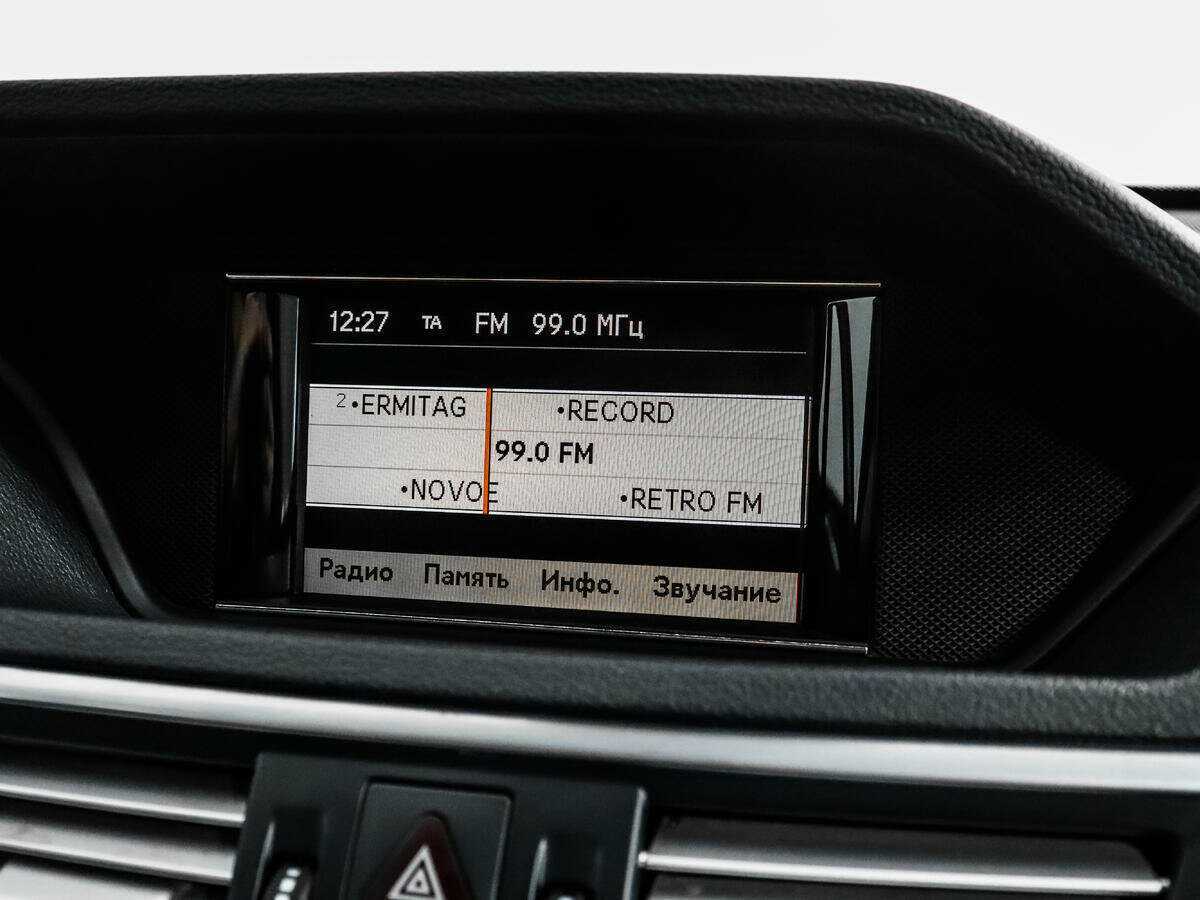 12:27 TA FM 99.0 МГц
2 •ERMITAG •RECORD
99.0 FM
•NOVOE •RETRO FM
Радио Память Инфо. Звучание